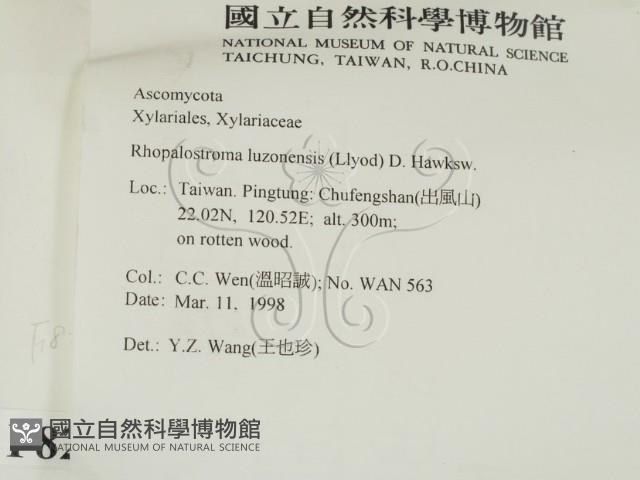 國立自然科學博物館
NATIONAL MUSEUM OF NATURAL SCIENCE
TAICHUNG, TAIWAN, R.O.CHINA
Ascomycota
Xylariales, Xylariaceae
Rhopalostroma luzonensis (Llyod) D. Hawksw.
Loc.: Taiwan. Pingtung: Chufengshan(出風山)
22.02N, 120.52E; alt. 300m;
on rotten wood.
Col.: C.C. Wen(溫昭誠); No. WAN 563
Date: Mar. 11, 1998
Det.: Y.Z. Wang(王也珍)
國立自然科學博物館
NATIONAL MUSEUM OF NATURAL SCIENCE